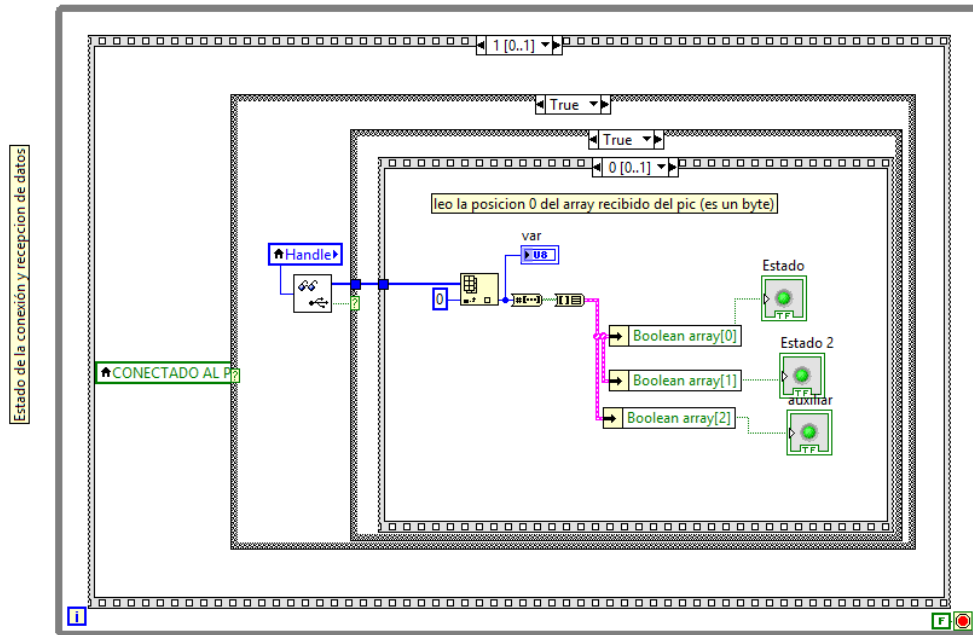 1 [0..1]
True
True
0 [0..1]
leo la posicion 0 del array recibido del pic (es un byte)
var
U8
Handle
0
#[...]
[ ]
Estado
TF
Boolean array[0]
Estado 2
TF
Boolean array[1]
auxiliar
TF
Boolean array[2]
CONECTADO AL P
?
?
Estado de la conexión y recepcion de datos
i
F